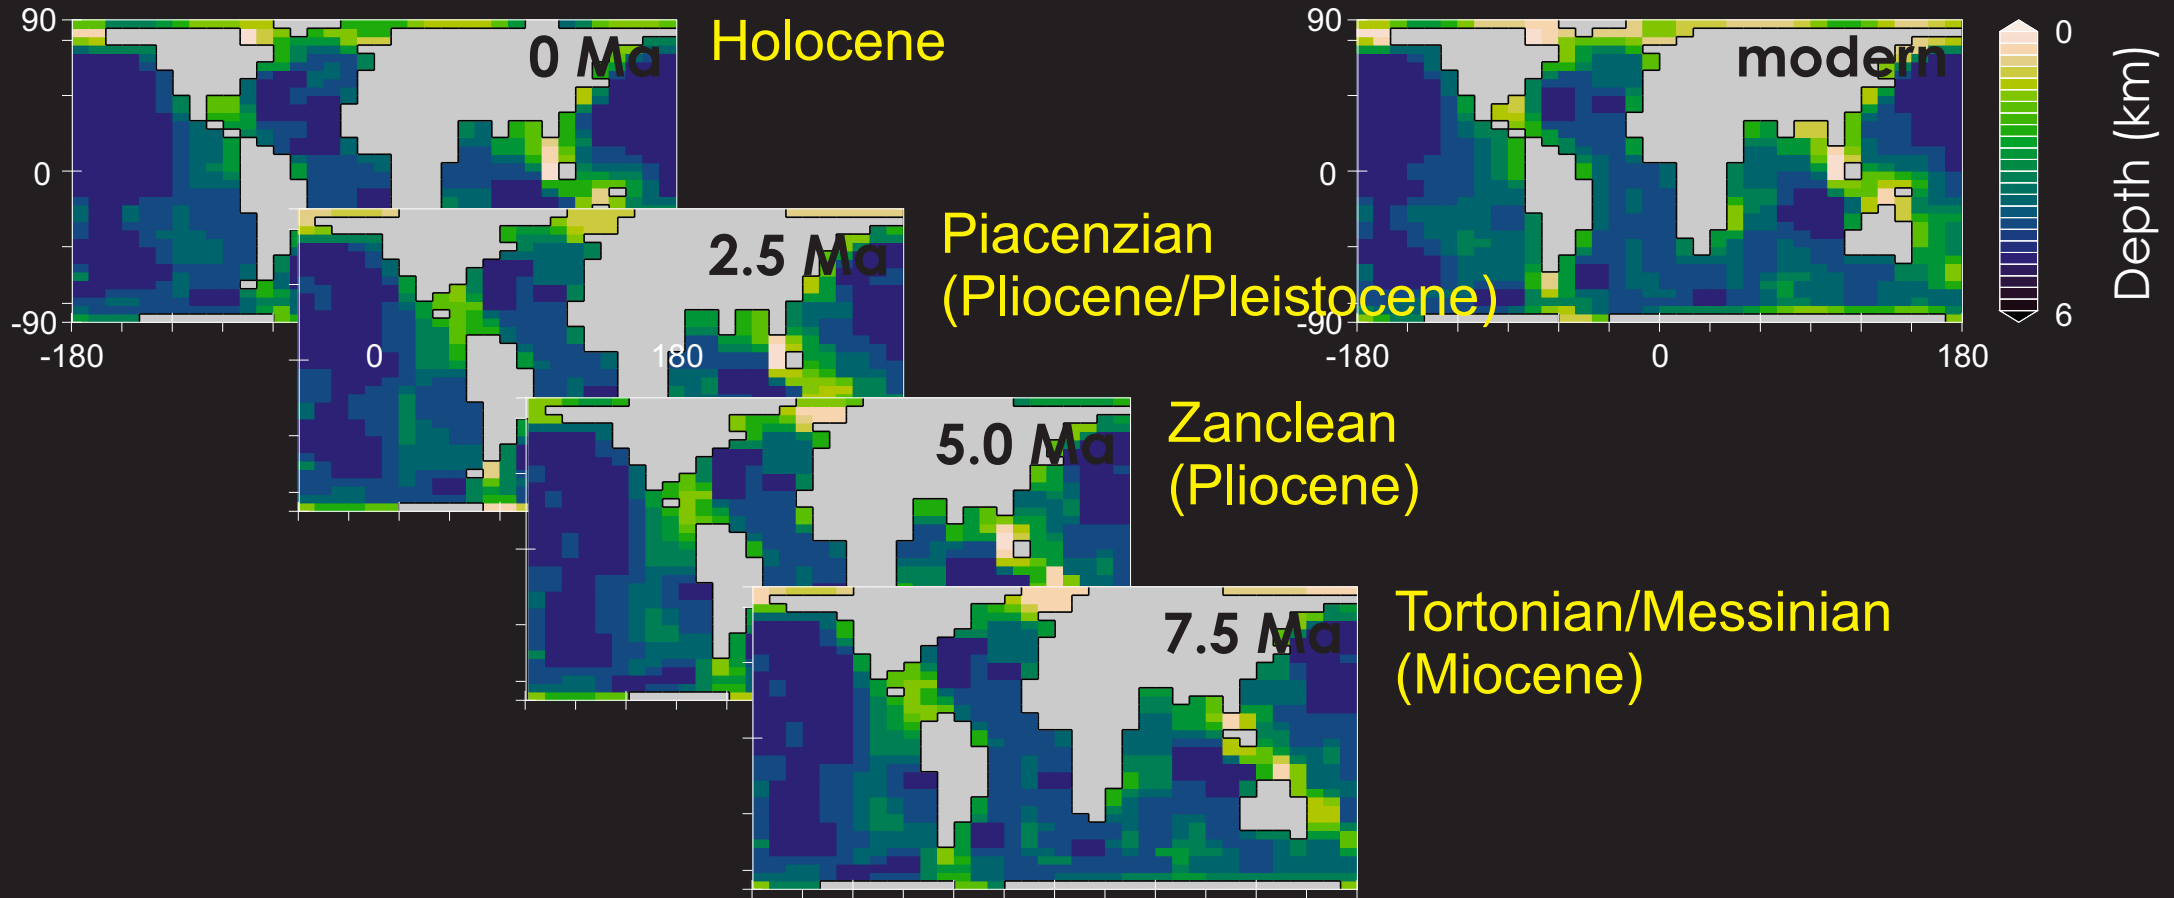 90
0
-90
-180
0
180
0 Ma
Holocene
2.5 Ma
Piacenzian
(Pliocene/Pleistocene)
5.0 Ma
Zanclean
(Pliocene)
7.5 Ma
Tortonian/Messinian
(Miocene)
90
0
-90
-180
0
180
modern
0
6
Depth (km)